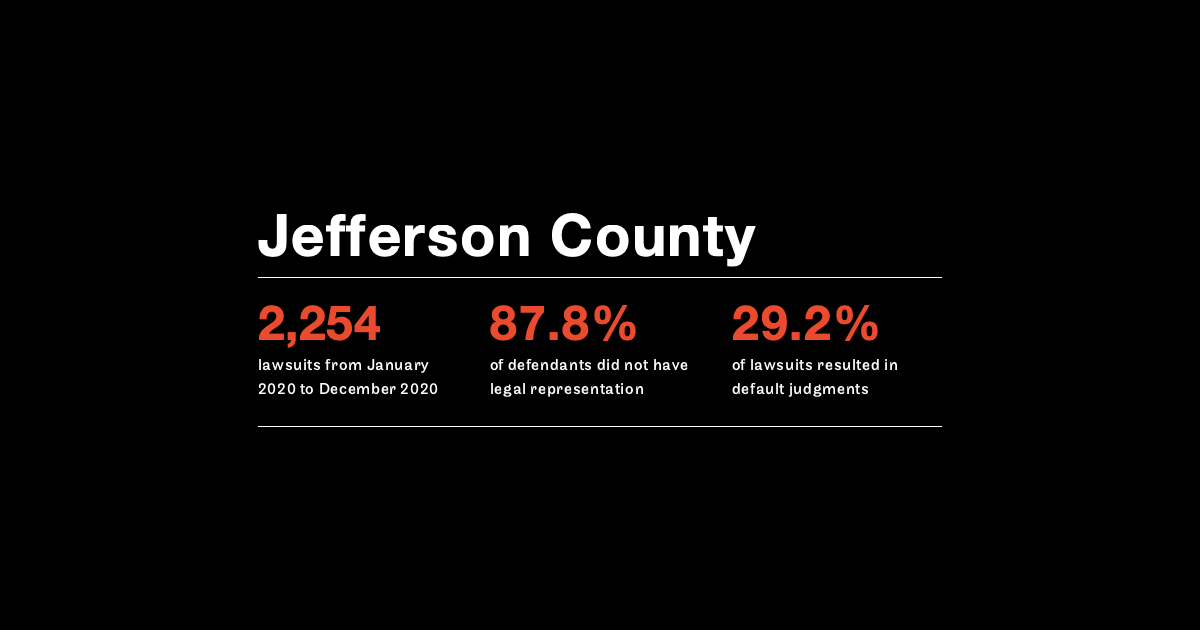 Jefferson County
2,254
lawsuits from January
2020 to December 2020
87.8%
of defendants did not have
legal representation
29.2%
of lawsuits resulted in
default judgments